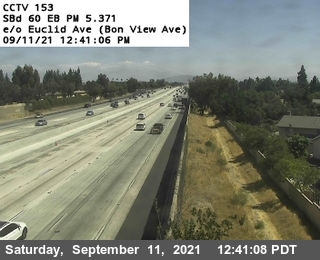 CCTV 153
SBd 60 EB PM 5.371
e/o Euclid Ave (Bon View Ave)
09/11/21 12:41:06 PM
Saturday, September 11, 2021 12:41:08 PDT